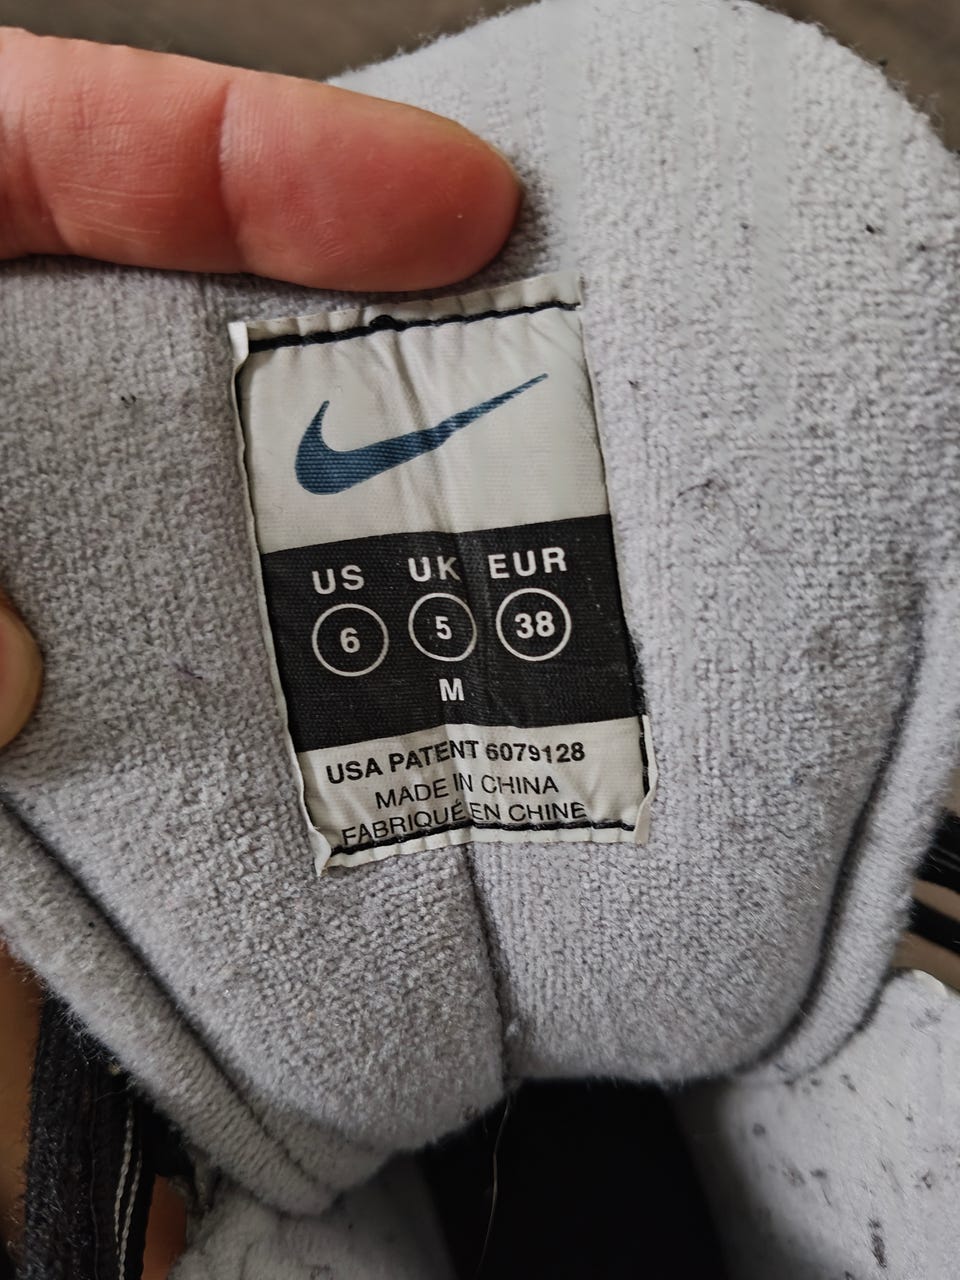 US UK EUR
6 5 38
M
USA PATENT 6079128
MADE IN CHINA
FABRIQUÉ EN CHINE